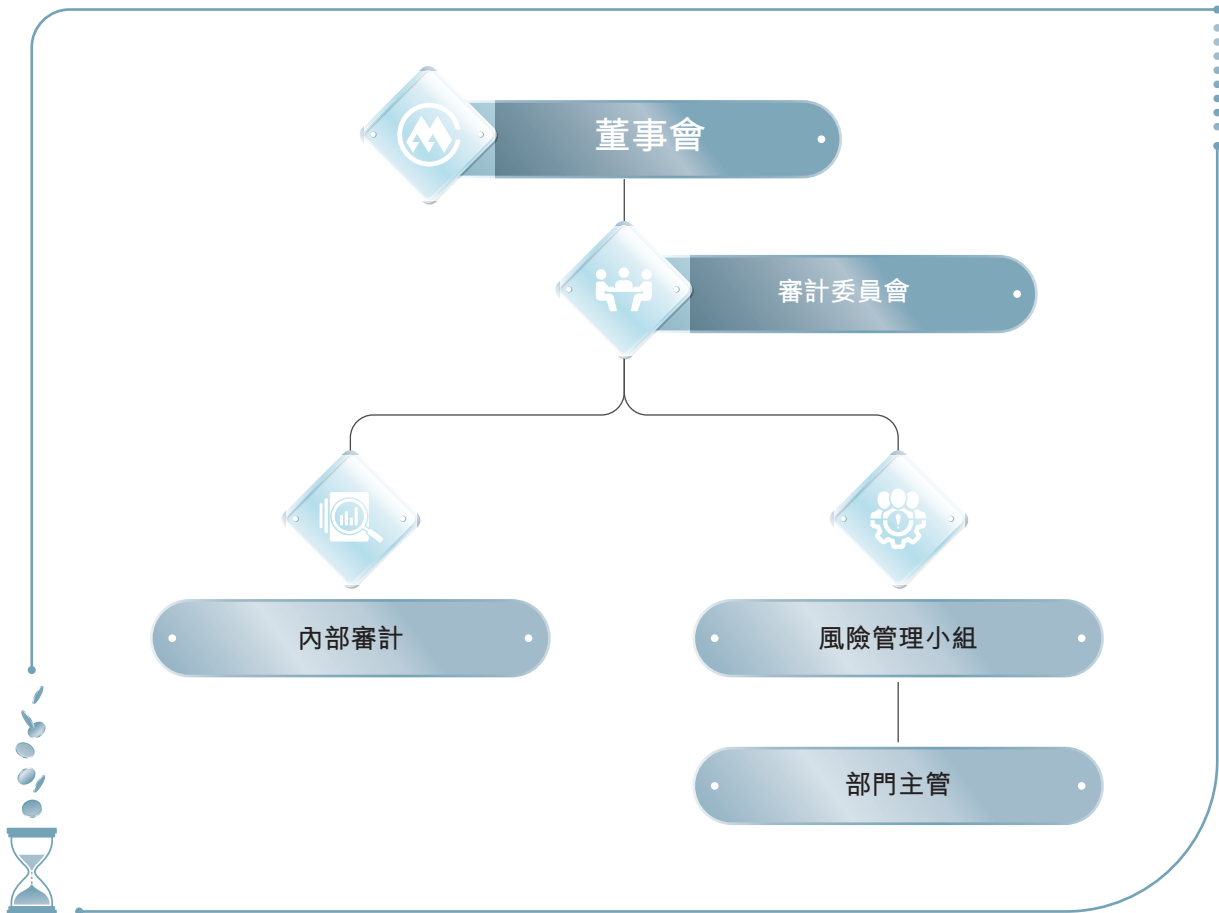 董事會
審計委員會
內部審計
風險管理小組
部門主管